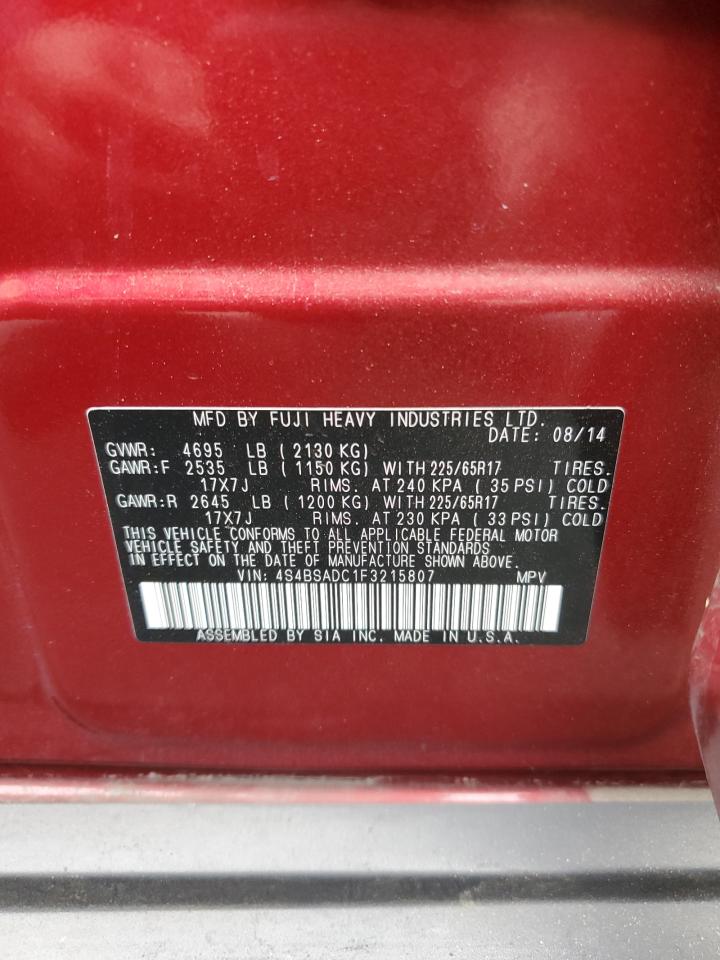 MFD BY FUJI HEAVY INDUSTRIES LTD.
DATE: 08/14
GVWR: 4695 LB ( 2130 KG)
GAWR:F 2535 LB ( 1150 KG) WITH 225/65R17 TIRES.
17X7J RIMS. AT 240 KPA ( 35 PSI) COLD
GAWR:R 2645 LB ( 1200 KG) WITH 225/65R17 TIRES.
17X7J RIMS. AT 230 KPA ( 33 PSI) COLD
THIS VEHICLE CONFORMS TO ALL APPLICABLE FEDERAL MOTOR
VEHICLE SAFETY AND THEFT PREVENTION STANDARDS
IN EFFECT ON THE DATE OF MANUFACTURE SHOWN ABOVE.
VIN: 4S4BSADC1F3215807 MPV
ASSEMBLED BY SIA INC. MADE IN U.S.A.